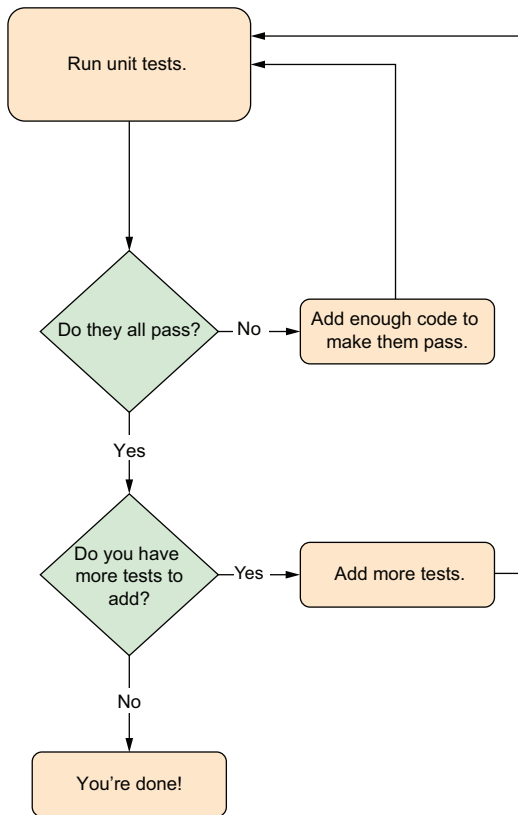 Run unit tests.
Do they all pass?
No
Add enough code to
make them pass.
Yes
Do you have
more tests to
add?
Yes
Add more tests.
No
You're done!